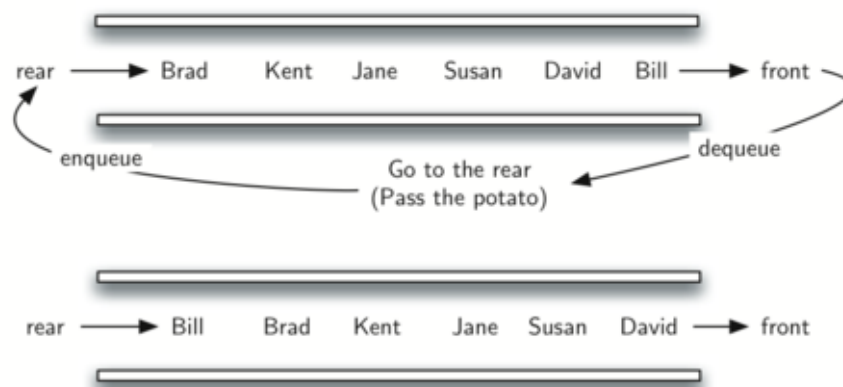 rear Brad Kent Jane Susan David Bill front
enqueue
dequeue
Go to the rear
(Pass the potato)
rear Bill Brad Kent Jane Susan David front